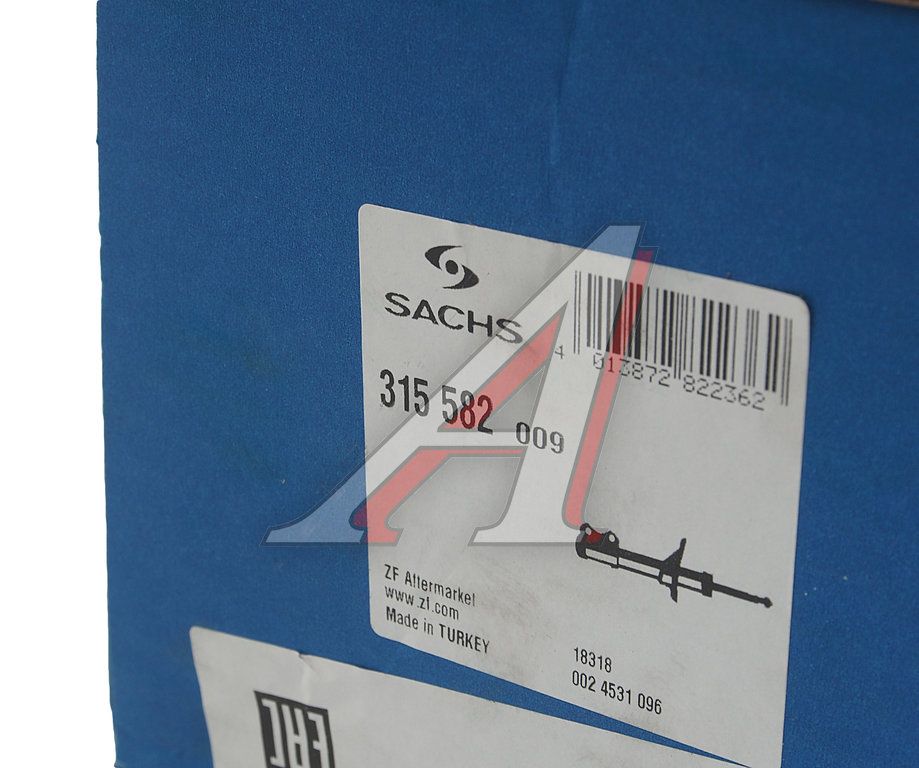 SACHS
4 013872 822362
315 582 009
ZF Aftermarket
www.zf.com
Made in TURKEY
18318
002 4531 096
EAC